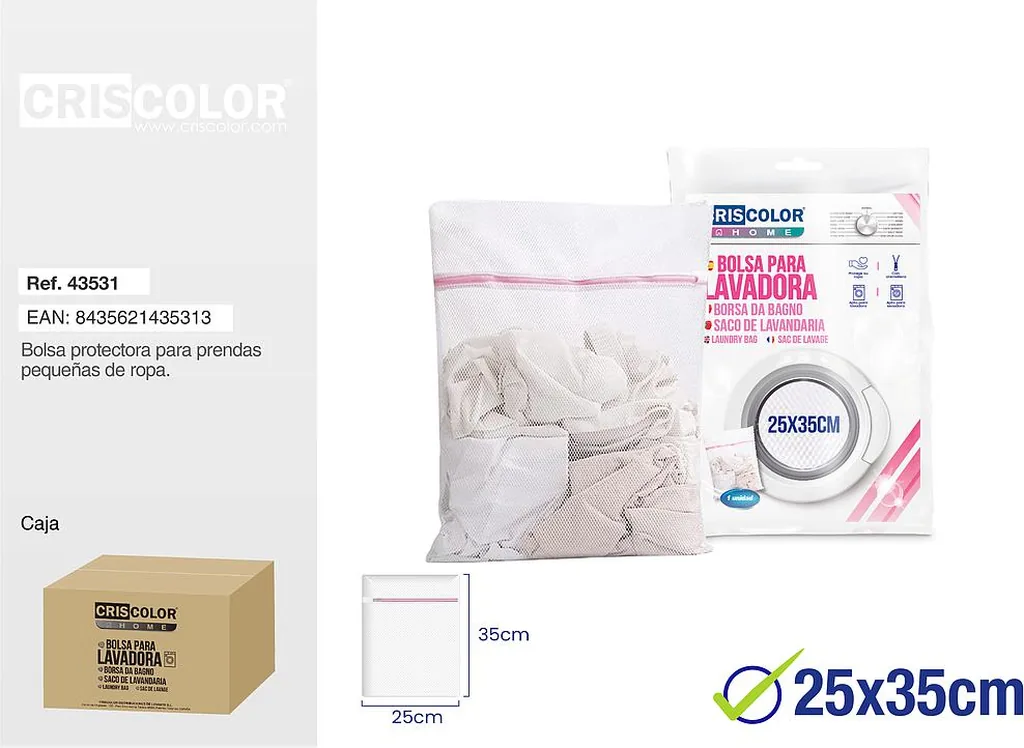 CRISCOLOR®
www.criscolor.com
Ref. 43531
EAN: 8435621435313
Bolsa protectora para prendas
pequeñas de ropa.
Caja
CRISCOLOR
HOME
BOLSA PARA
LAVADORA
BORSA DA BAGNO
SACO DE LAVANDARIA
LAUNDRY BAG SAC DE LAVAGE
RISCOLOR
HOME
BOLSA PARA
LAVADORA
BORSA DA BAGNO
SACO DE LAVANDARIA
LAUNDRY BAG SAC DE LAVAGE
25X35CM
1 unidad
35cm
25cm
25x35cm